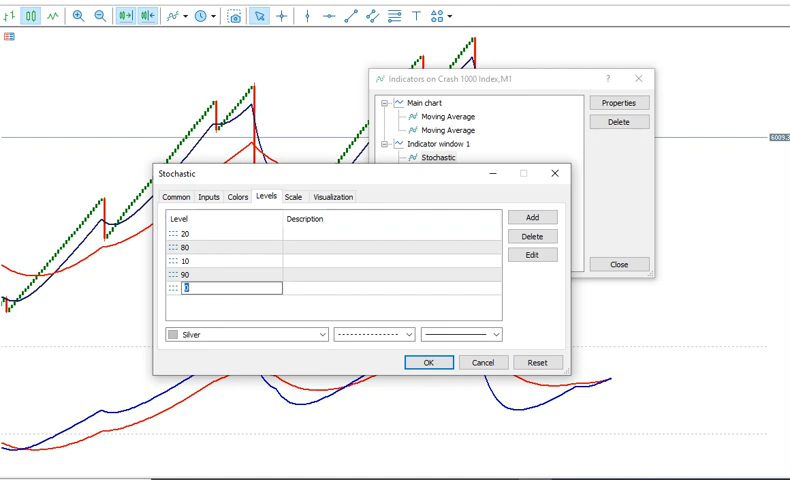 T
Indicators on Crash 1000 Index,M1
?
Main chart
Properties
Moving Average
Delete
Moving Average
6009.3
Indicator window 1
Stochastic
Stochastic
Common Inputs Colors Levels Scale Visualization
Level Description
Add
20
Delete
80
Edit
10
90
0
Close
Silver
OK Cancel Reset